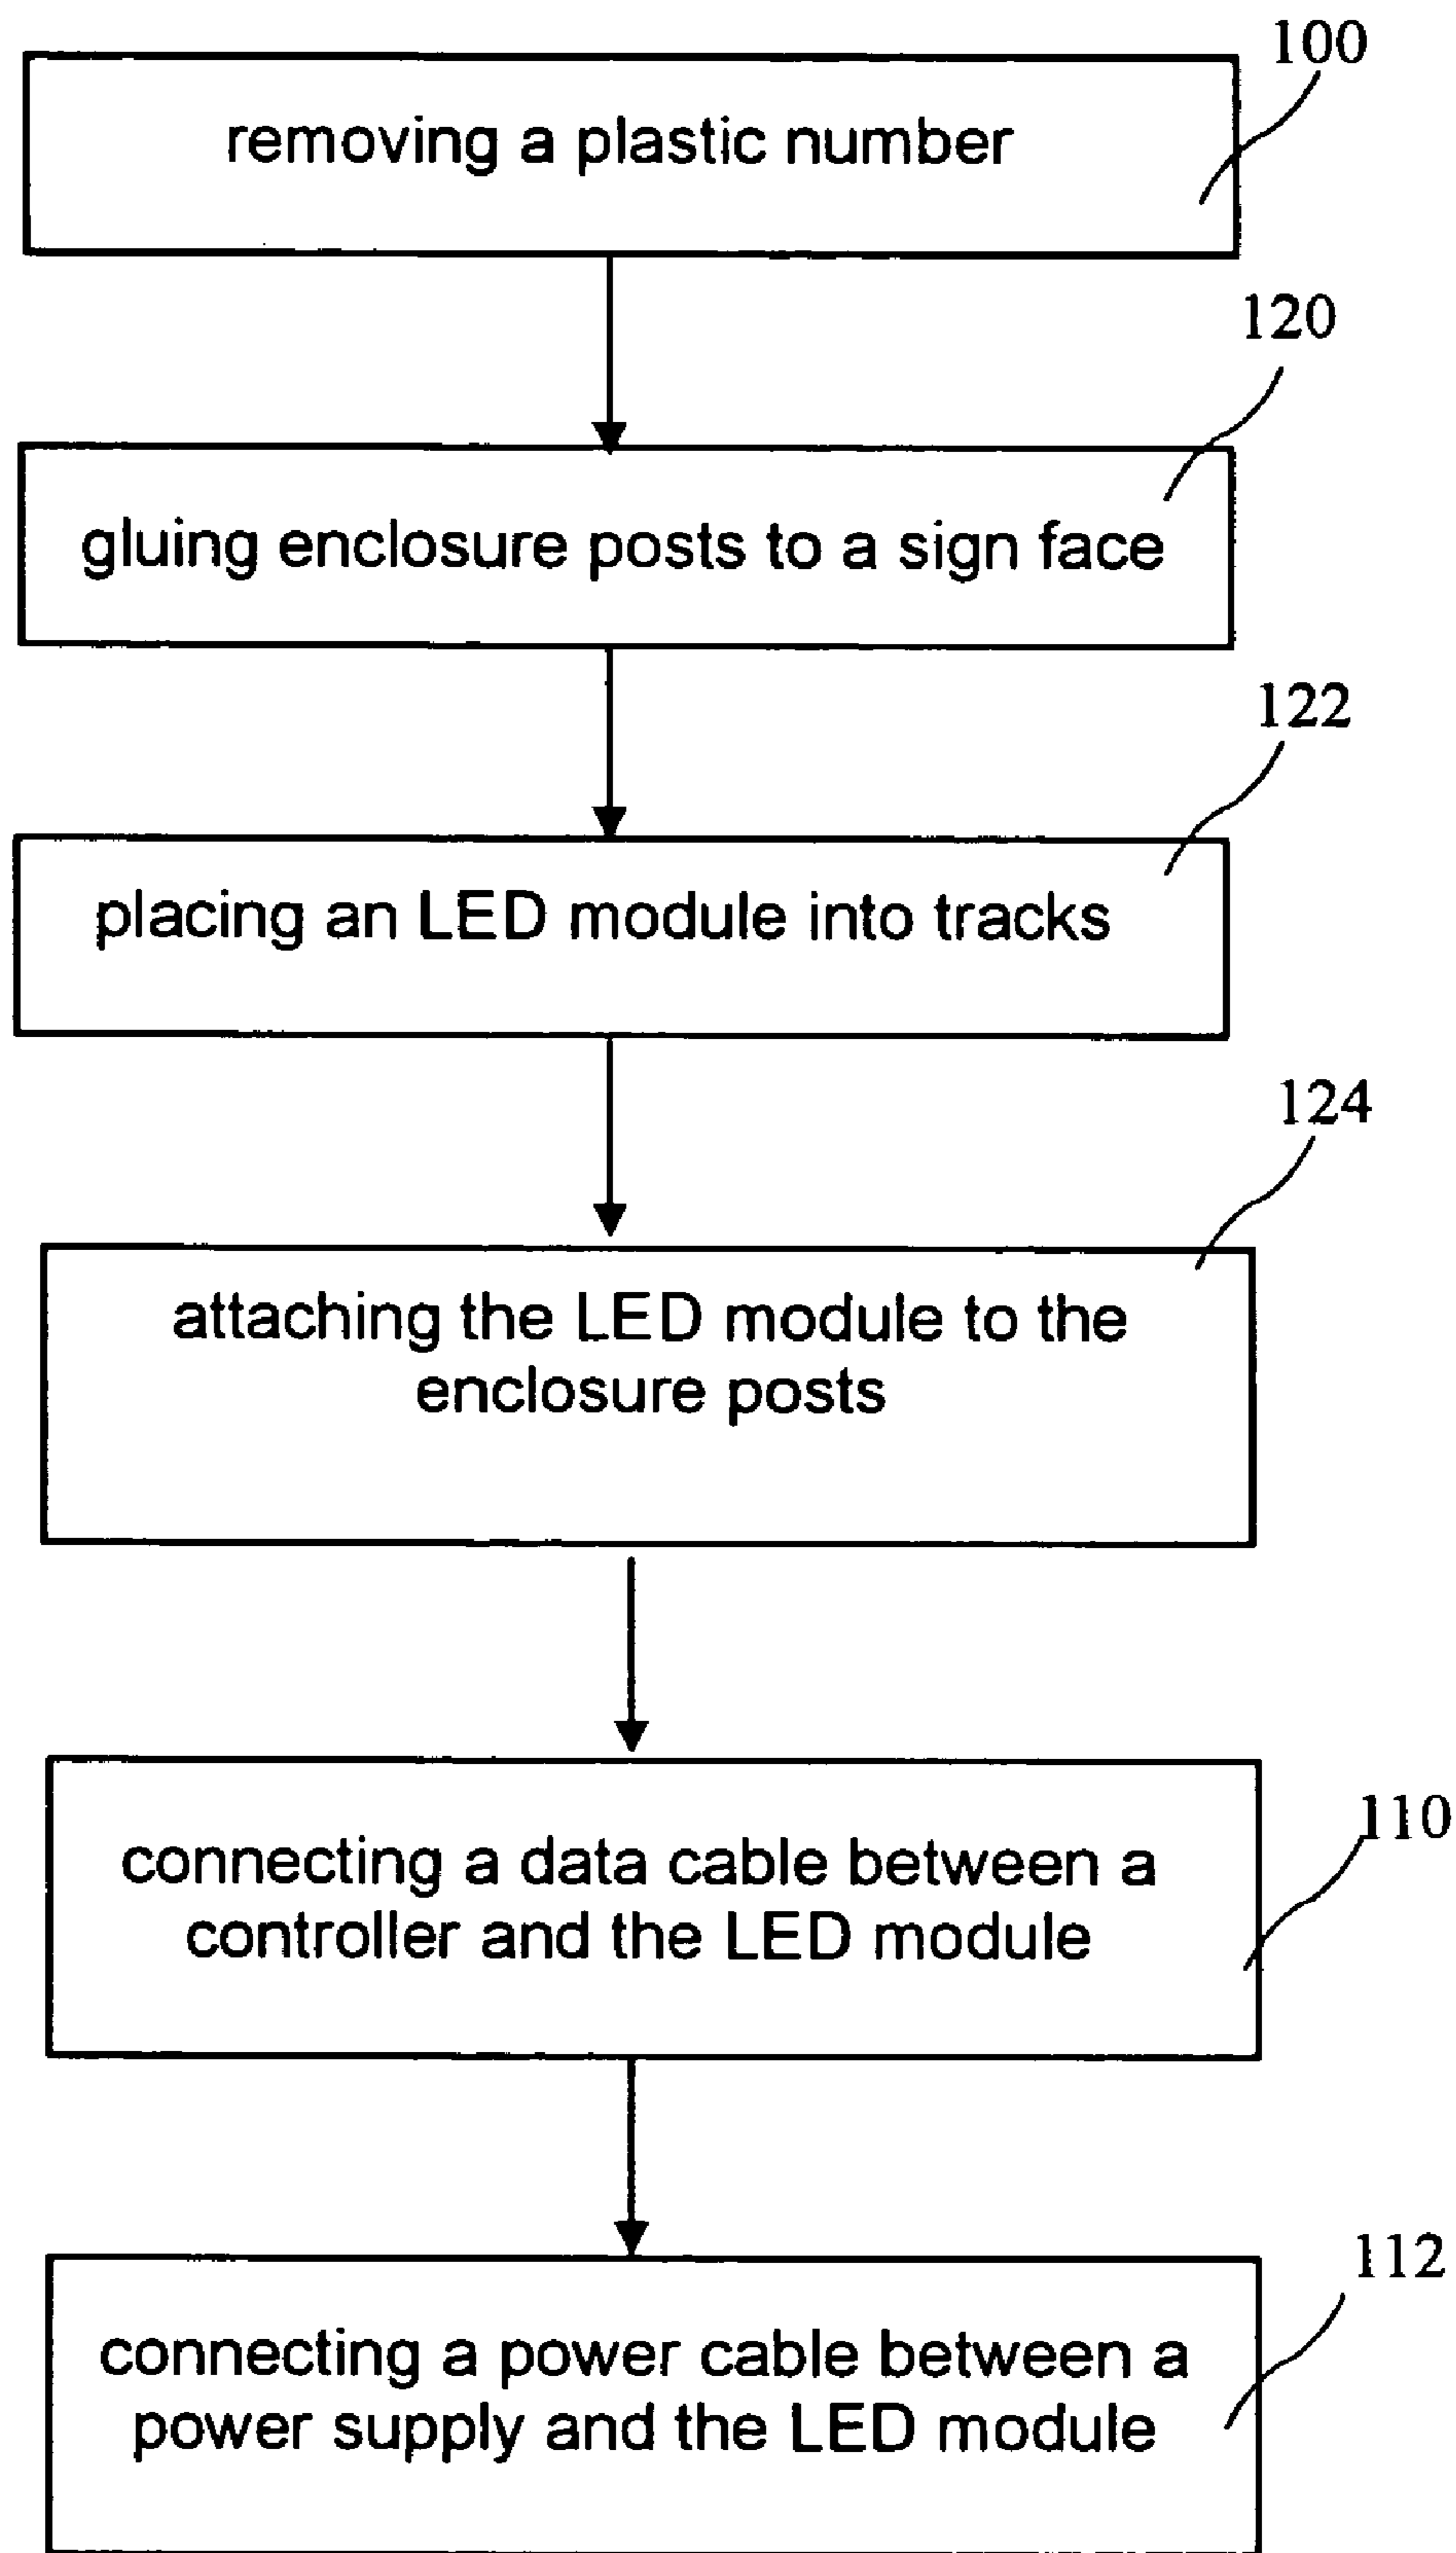 100
removing a plastic number
120
gluing enclosure posts to a sign face
122
placing an LED module into tracks
124
attaching the LED module to the
enclosure posts
110
connecting a data cable between a
controller and the LED module
112
connecting a power cable between a
power supply and the LED module